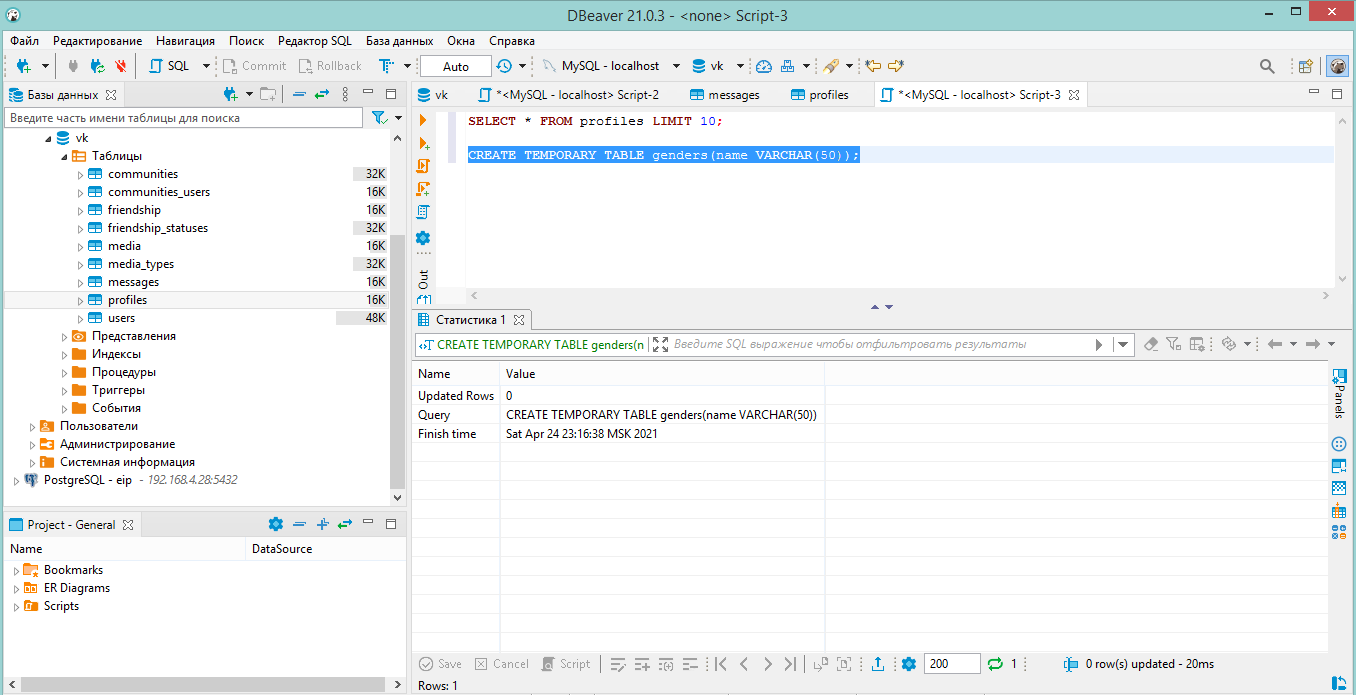 DBeaver 21.0.3 - <none> Script-3
Файл Редактирование Навигация Поиск Редактор SQL База данных Окна Справка
SQL Commit Rollback Auto MySQL - localhost vk
Базы данных
Введите часть имени таблицы для поиска
vk
Таблицы
communities 32K
communities_users 16K
friendship 16K
friendship_statuses 32K
media 16K
media_types 32K
messages 16K
profiles 16K
users 48K
Представления
Индексы
Процедуры
Триггеры
События
Пользователи
Администрирование
Системная информация
PostgreSQL - eip - 192.168.4.28:5432
Project - General
Name DataSource
Bookmarks
ER Diagrams
Scripts
vk *<MySQL - localhost> Script-2 messages profiles *<MySQL - localhost> Script-3
SELECT * FROM profiles LIMIT 10;
CREATE TEMPORARY TABLE genders(name VARCHAR(50));
Out
Статистика 1
CREATE TEMPORARY TABLE genders(n Введите SQL выражение чтобы отфильтровать результаты
Name Value
Updated Rows 0
Query CREATE TEMPORARY TABLE genders(name VARCHAR(50))
Finish time Sat Apr 24 23:16:38 MSK 2021
Panels
Save Cancel Script 200 1 0 row(s) updated - 20ms
Rows: 1